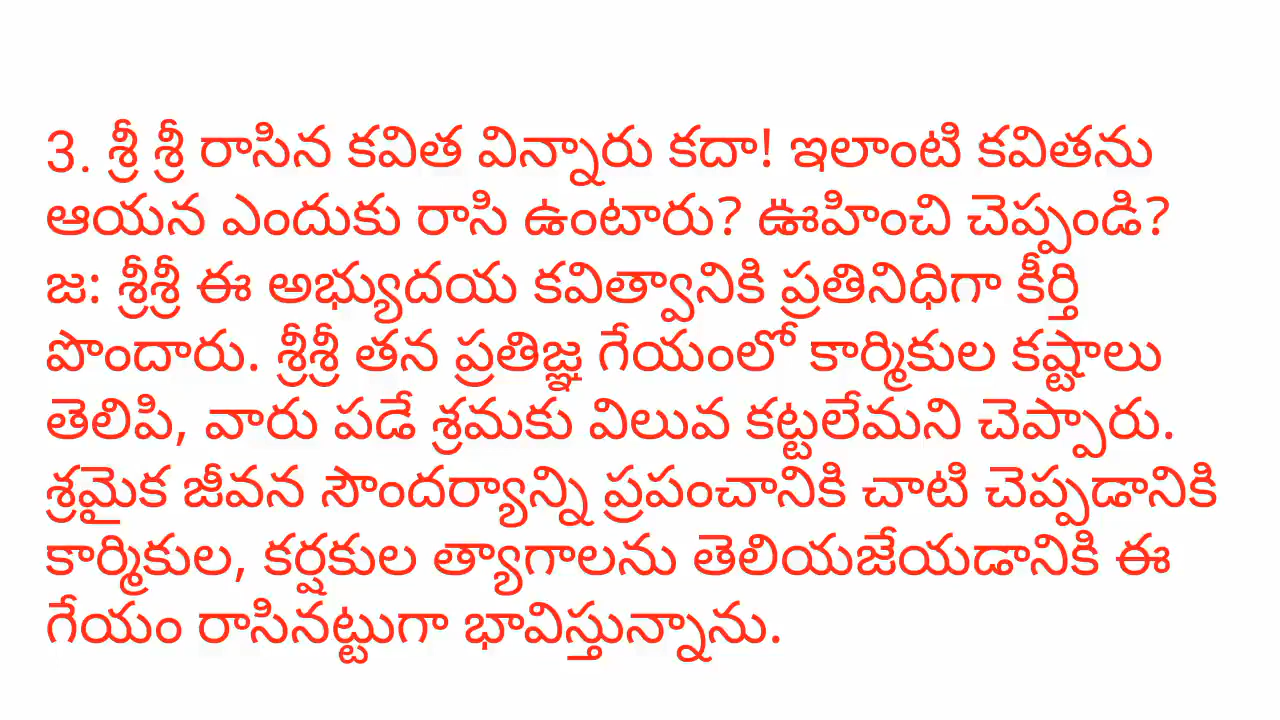 3. శ్రీ శ్రీ రాసిన కవిత విన్నారు కదా! ఇలాంటి కవితను
ఆయన ఎందుకు రాసి ఉంటారు? ఊహించి చెప్పండి?
జ: శ్రీశ్రీ ఈ అభ్యుదయ కవిత్వానికి ప్రతినిధిగా కీర్తి
పొందారు. శ్రీశ్రీ తన ప్రతిజ్ఞ గేయంలో కార్మికుల కష్టాలు
తెలిపి, వారు పడే శ్రమకు విలువ కట్టలేమని చెప్పారు.
శ్రమైక జీవన సౌందర్యాన్ని ప్రపంచానికి చాటి చెప్పడానికి
కార్మికుల, కర్షకుల త్యాగాలను తెలియజేయడానికి ఈ
గేయం రాసినట్టుగా భావిస్తున్నాను.